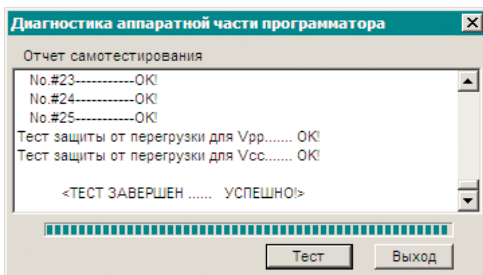 Диагностика аппаратной части программатора
Отчет самотестирования
No.#23-----------OK!
No.#24-----------OK!
No.#25-----------OK!
Тест защиты от перегрузки для Vpp....... OK!
Тест защиты от перегрузки для Vcc....... OK!
<ТЕСТ ЗАВЕРШЕН ...... УСПЕШНО!>
Тест Выход